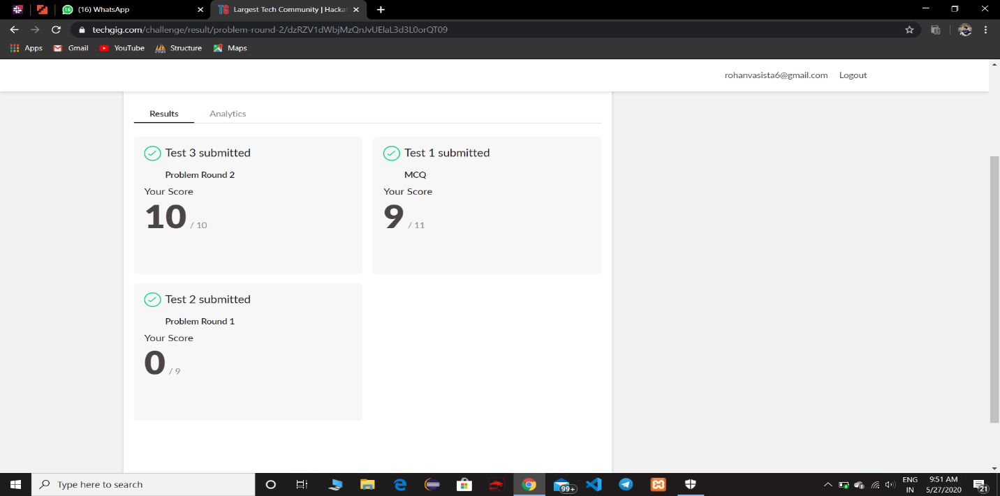 (16) WhatsApp
Largest Tech Community | Hacka
techgig.com/challenge/result/problem-round-2/dzRZV1dWbjMzQnJvUElaL3d3L0orQT09
Apps Gmail YouTube Structure Maps
rohanvasista6@gmail.com Logout
Results Analytics
Test 3 submitted
Problem Round 2
Your Score
10 / 10
Test 1 submitted
MCQ
Your Score
9 / 11
Test 2 submitted
Problem Round 1
Your Score
0 / 9
Type here to search
99+
ENG
IN
9:51 AM
5/27/2020
21